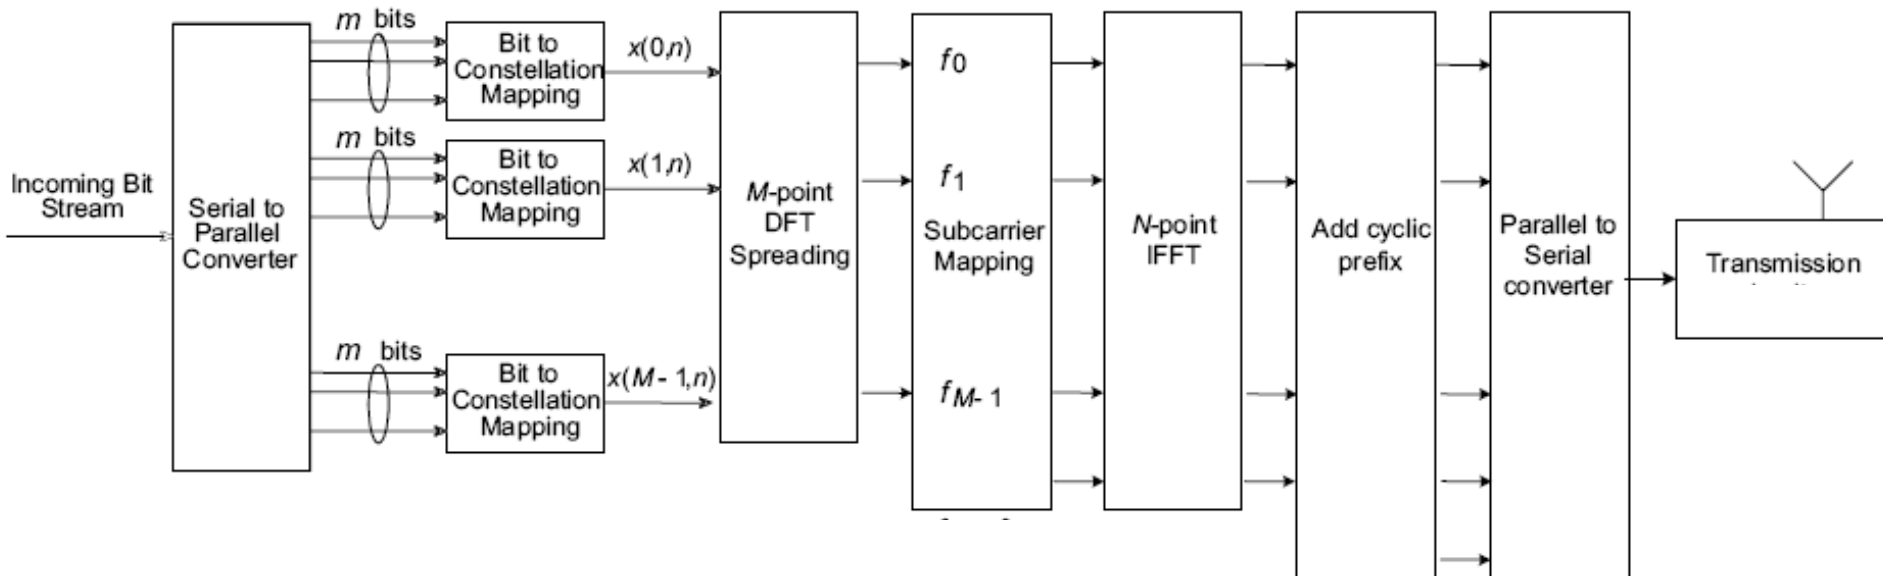 Incoming Bit
Stream
Serial to
Parallel
Converter
m bits
Bit to
Constellation
Mapping
x(0,n)
m bits
Bit to
Constellation
Mapping
x(1,n)
m bits
Bit to
Constellation
Mapping
x(M- 1,n)
M-point
DFT
Spreading
f0
f1
Subcarrier
Mapping
fM- 1
N-point
IFFT
Add cyclic
prefix
Parallel to
Serial
converter
Transmission